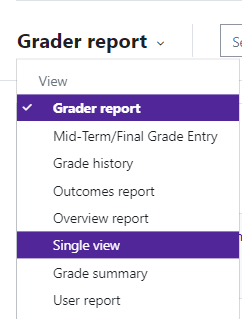 Grader report
Se
View
Grader report
Mid-Term/Final Grade Entry
Grade history
Outcomes report
Overview report
Single view
Grade summary
User report